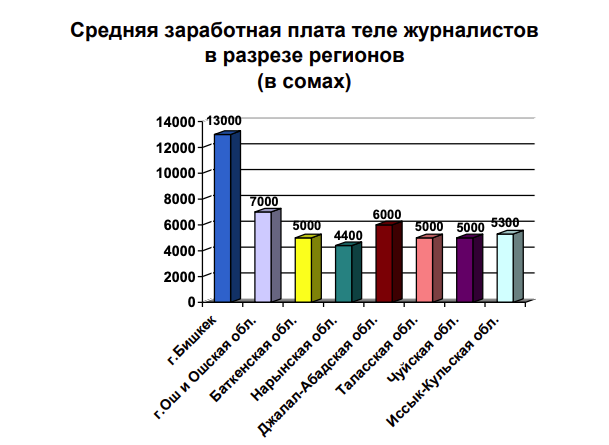 Средняя заработная плата теле журналистов
в разрезе регионов
(в сомах)
14000
12000
10000
8000
6000
4000
2000
0
13000
7000
5000
4400
6000
5000
5000
5300
г.Бишкек
г.Ош и Ошская обл.
Баткенская обл.
Нарынская обл.
Джалал-Абадская обл.
Таласская обл.
Чуйская обл.
Иссык-Кульская обл.